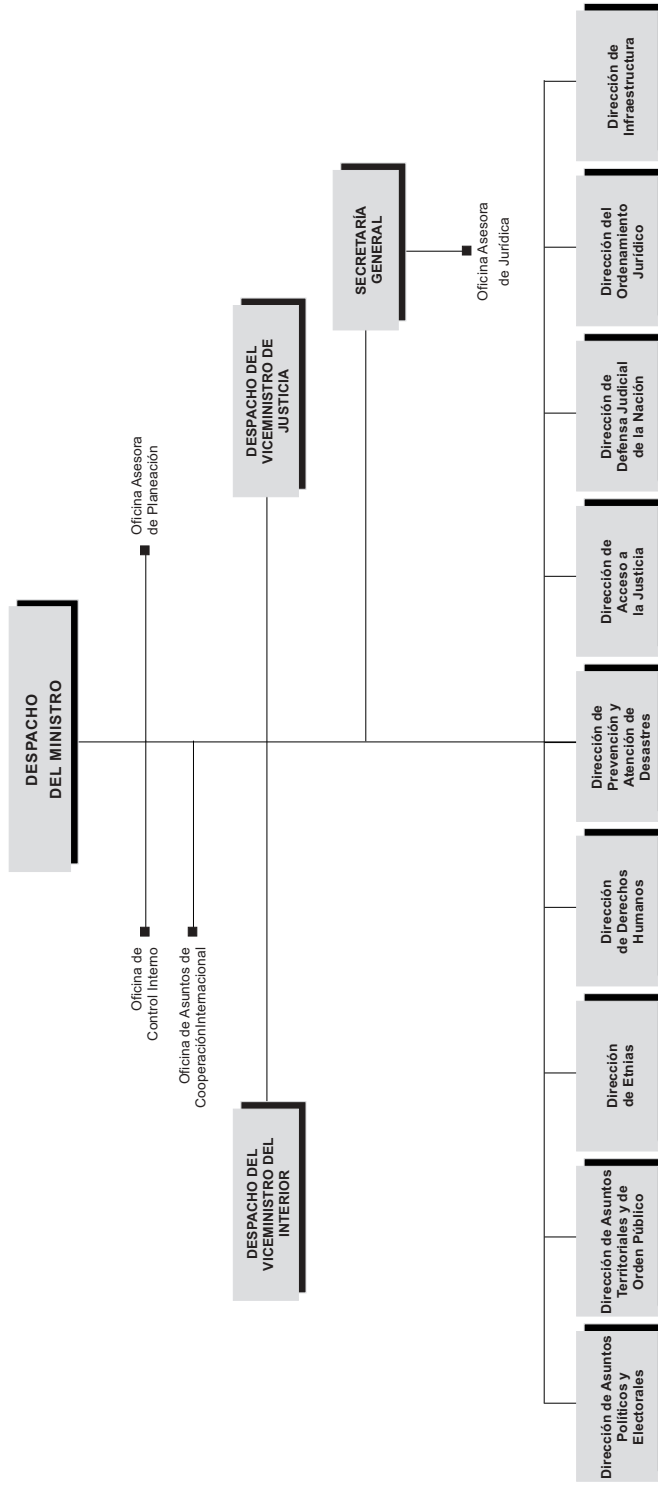 DESPACHO
DEL MINISTRO
Oficina de
Control Interno
Oficina Asesora
de Planeación
Oficina de Asuntos de
CooperaciónInternacional
DESPACHO DEL
VICEMINISTRO DEL
INTERIOR
DESPACHO DEL
VICEMINISTRO DE
JUSTICIA
SECRETARÍA
GENERAL
Oficina Asesora
de Jurídica
Dirección de Asuntos
Políticos y
Electorales
Dirección de Asuntos
Territoriales y de
Orden Público
Dirección
de Etnias
Dirección
de Derechos
Humanos
Dirección de
Prevención y
Atención de
Desastres
Dirección de
Acceso a
la Justicia
Dirección de
Defensa Judicial
de la Nación
Dirección del
Ordenamiento
Jurídico
Dirección de
Infraestructura